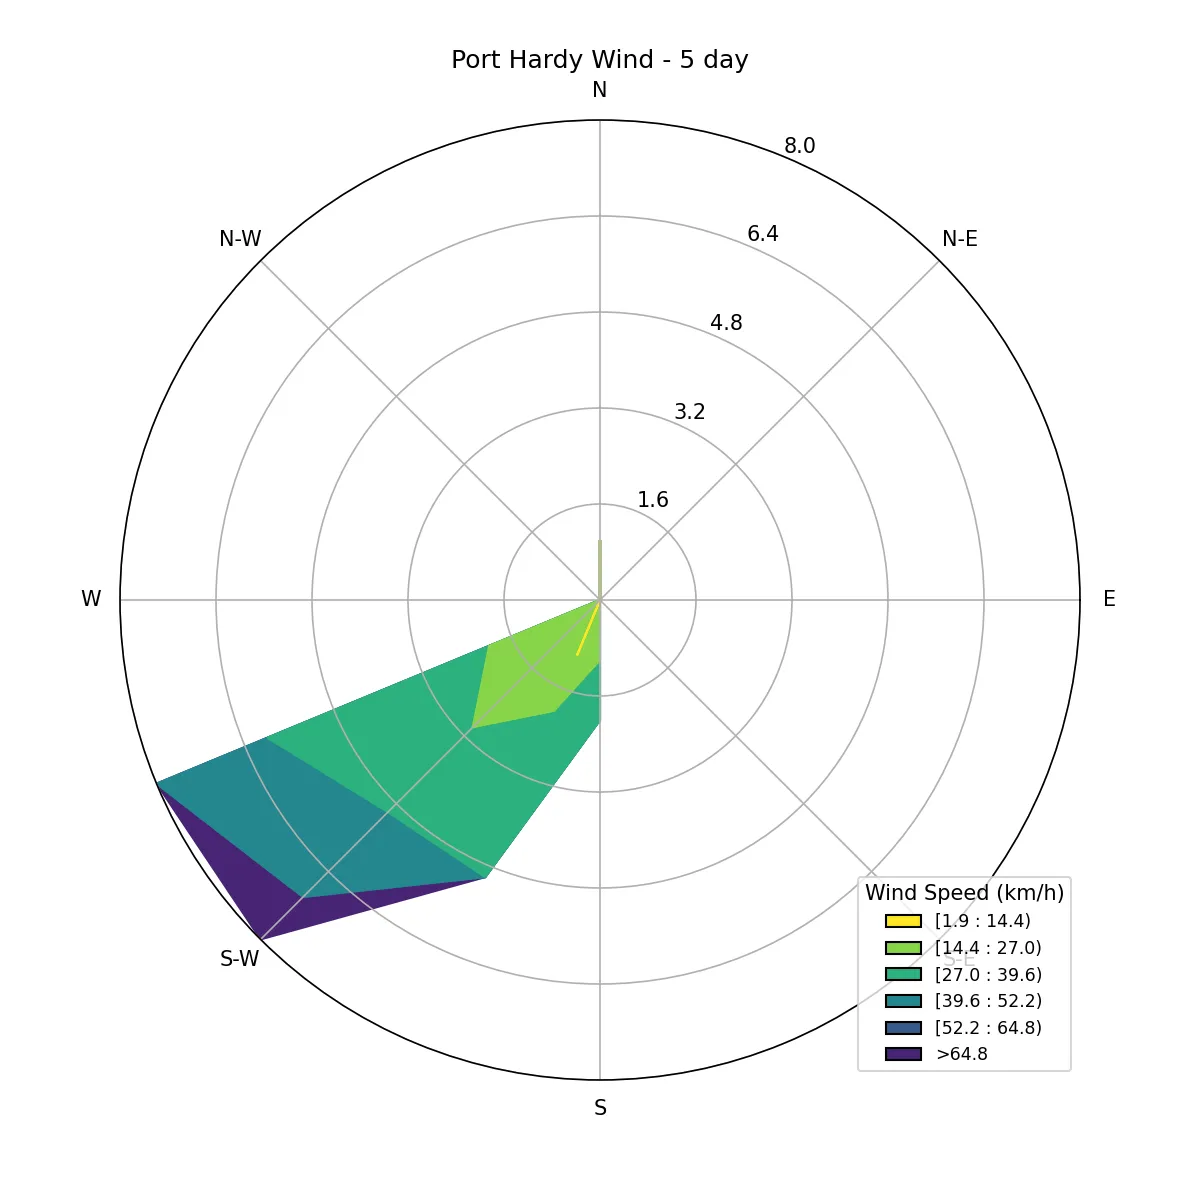 Port Hardy Wind - 5 day
N
8.0
N-W
N-E
6.4
4.8
3.2
1.6
W
E
S-W
S-E
S
Wind Speed (km/h)
[1.9 : 14.4)
[14.4 : 27.0)
[27.0 : 39.6)
[39.6 : 52.2)
[52.2 : 64.8)
>64.8